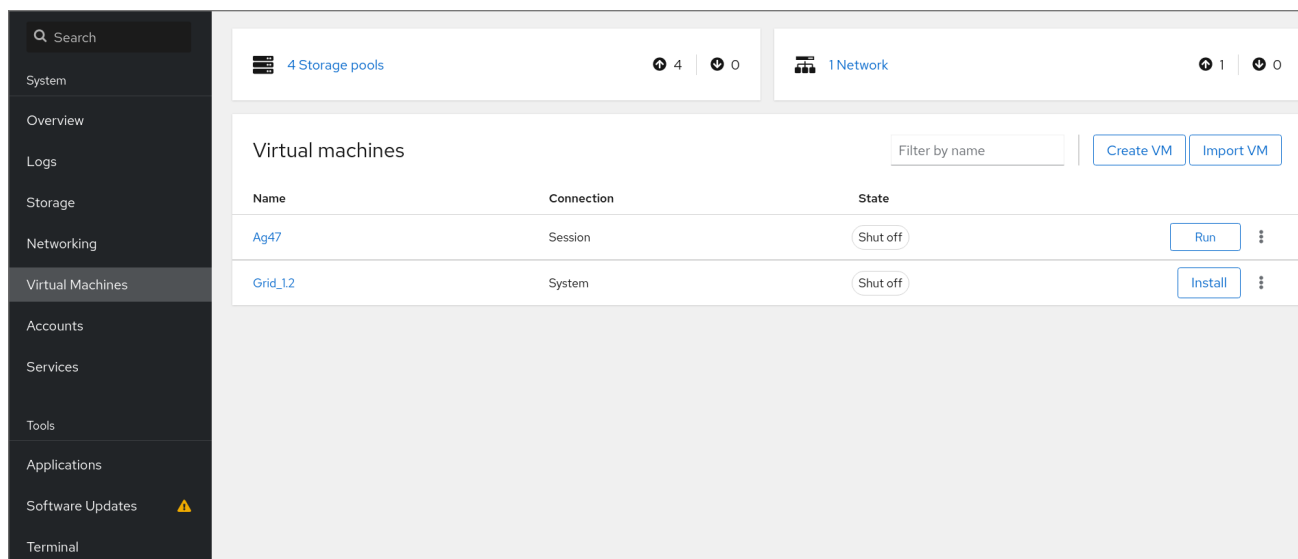 Search
System
Overview
Logs
Storage
Networking
Virtual Machines
Accounts
Services
Tools
Applications
Software Updates
Terminal
4 Storage pools 4 0
1 Network 1 0
Virtual machines
Filter by name Create VM Import VM
Name Connection State
Ag47 Session Shut off Run
Grid_1.2 System Shut off Install